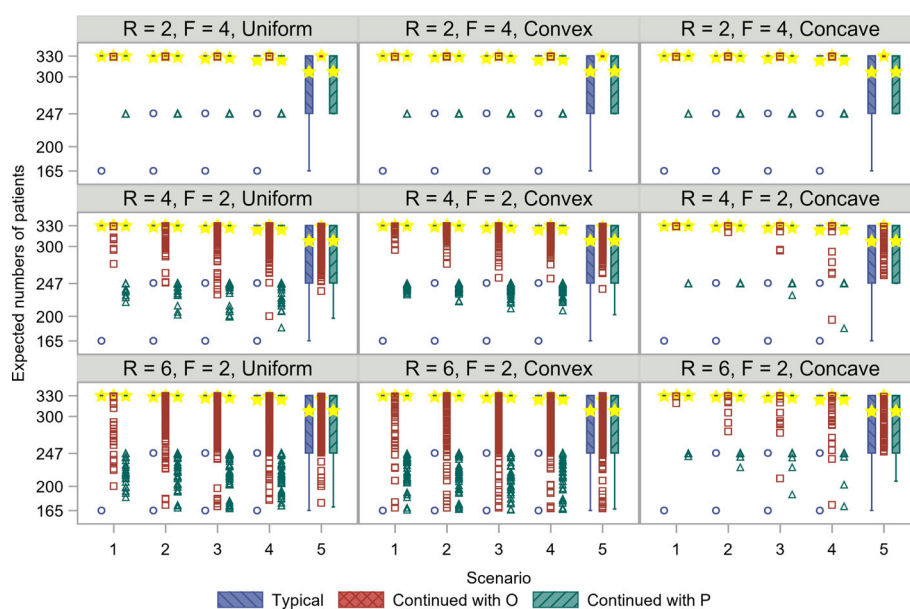 R = 2, F = 4, Uniform
R = 2, F = 4, Convex
R = 2, F = 4, Concave
330
300
247
200
165
R = 4, F = 2, Uniform
R = 4, F = 2, Convex
R = 4, F = 2, Concave
330
300
247
200
165
R = 6, F = 2, Uniform
R = 6, F = 2, Convex
R = 6, F = 2, Concave
330
300
247
200
165
Expected numbers of patients
1 2 3 4 5 1 2 3 4 5 1 2 3 4 5
Scenario
Typical Continued with O Continued with P